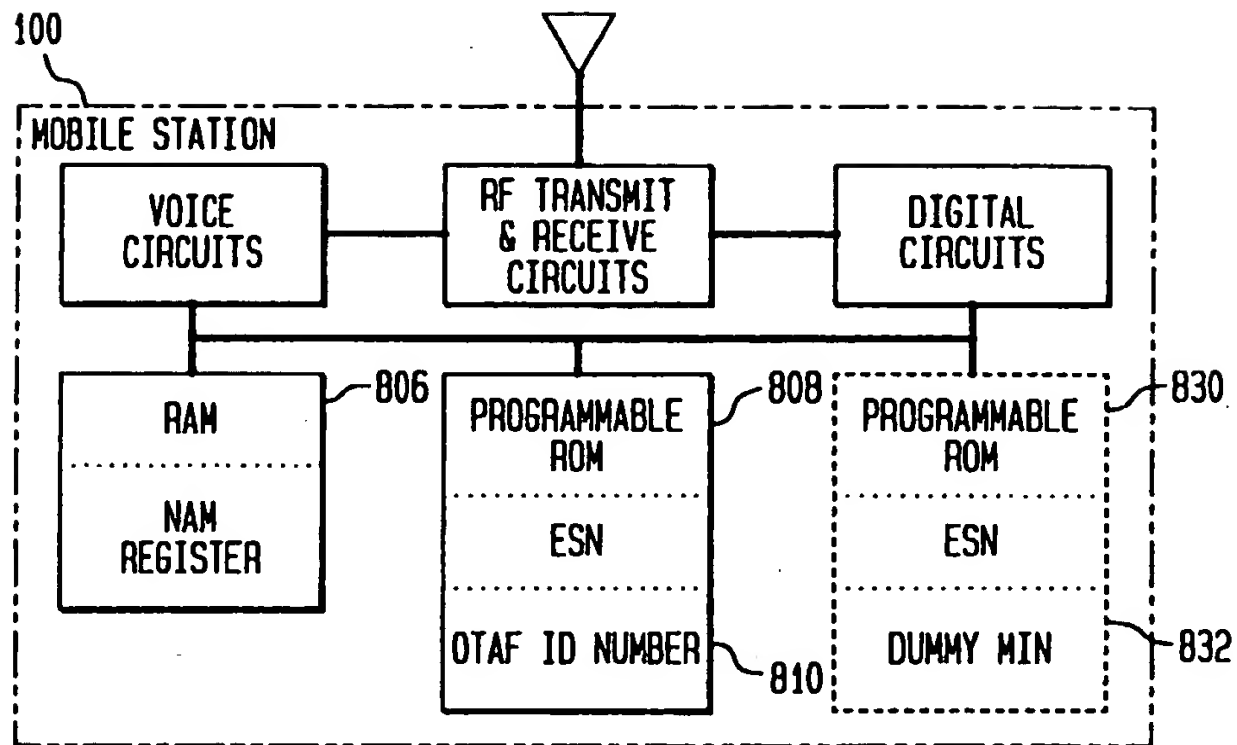 100
MOBILE STATION
VOICE
CIRCUITS
RF TRANSMIT
& RECEIVE
CIRCUITS
DIGITAL
CIRCUITS
806
RAM
NAM
REGISTER
808
PROGRAMMABLE
ROM
ESN
OTAF ID NUMBER
810
830
PROGRAMMABLE
ROM
ESN
DUMMY MIN
832